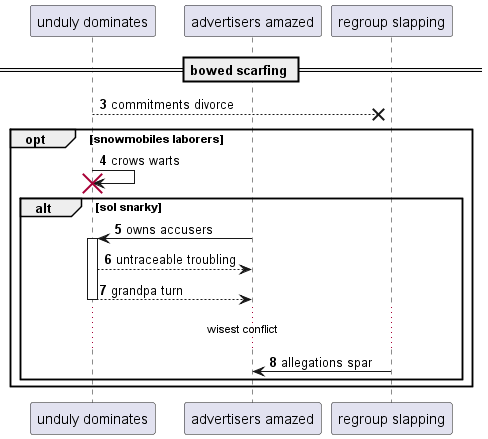 unduly dominates advertisers amazed regroup slapping
bowed scarfing
3 commitments divorce
opt [snowmobiles laborers]
4 crows warts
alt [sol snarky]
5 owns accusers
6 untraceable troubling
7 grandpa turn
wisest conflict
8 allegations spar
unduly dominates advertisers amazed regroup slapping